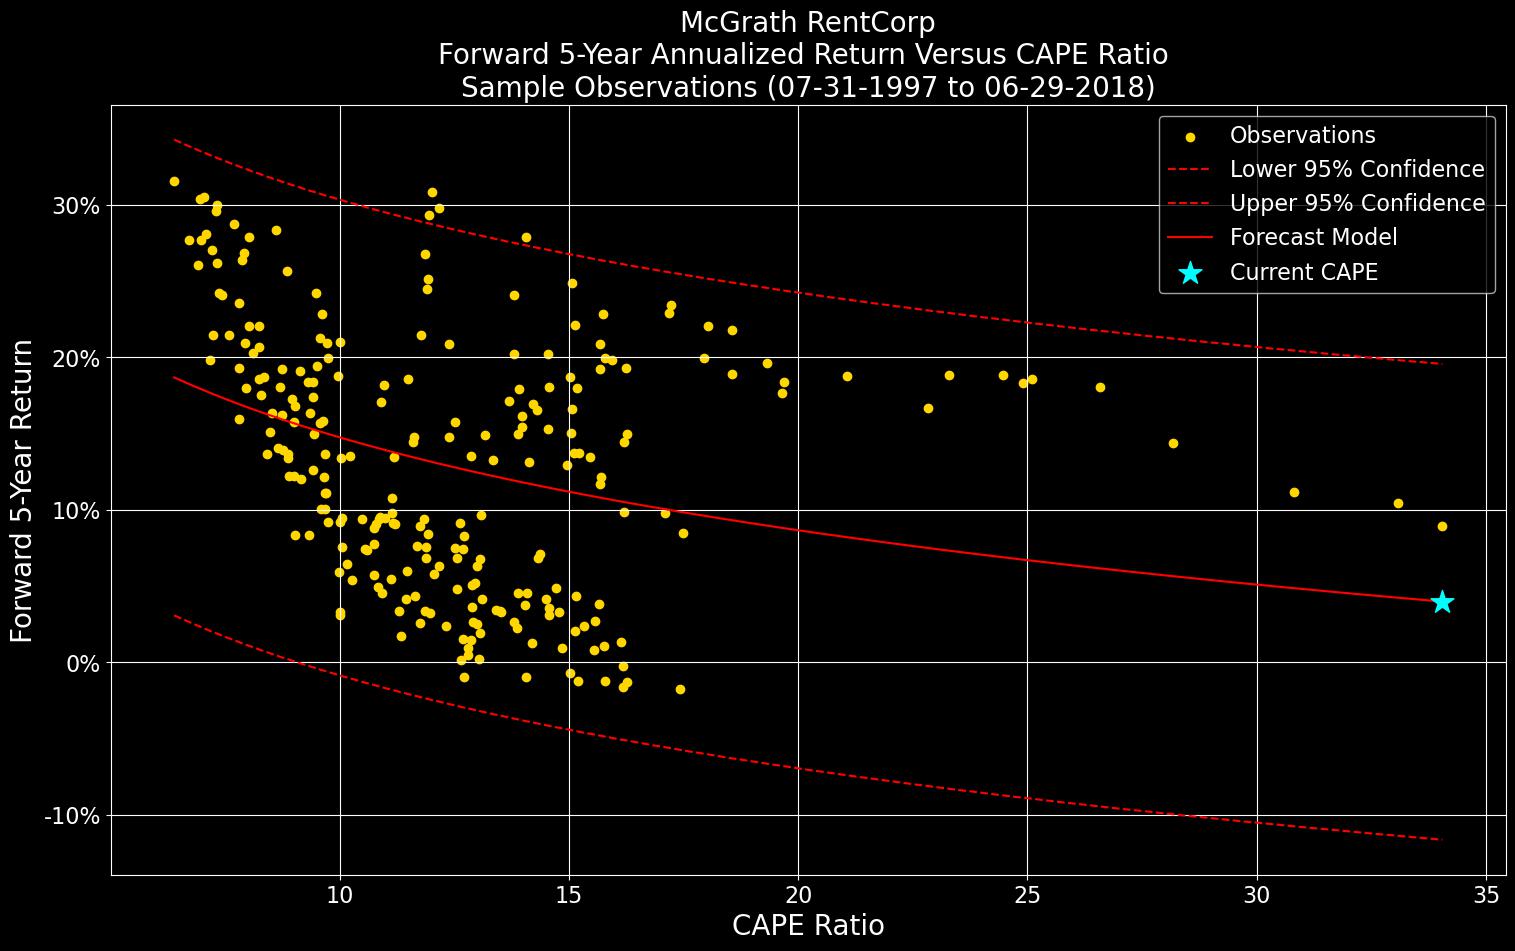 McGrath RentCorp
Forward 5-Year Annualized Return Versus CAPE Ratio
Sample Observations (07-31-1997 to 06-29-2018)
Observations
Lower 95% Confidence
Upper 95% Confidence
Forecast Model
Current CAPE
Forward 5-Year Return
30%
20%
10%
0%
-10%
10 15 20 25 30 35
CAPE Ratio